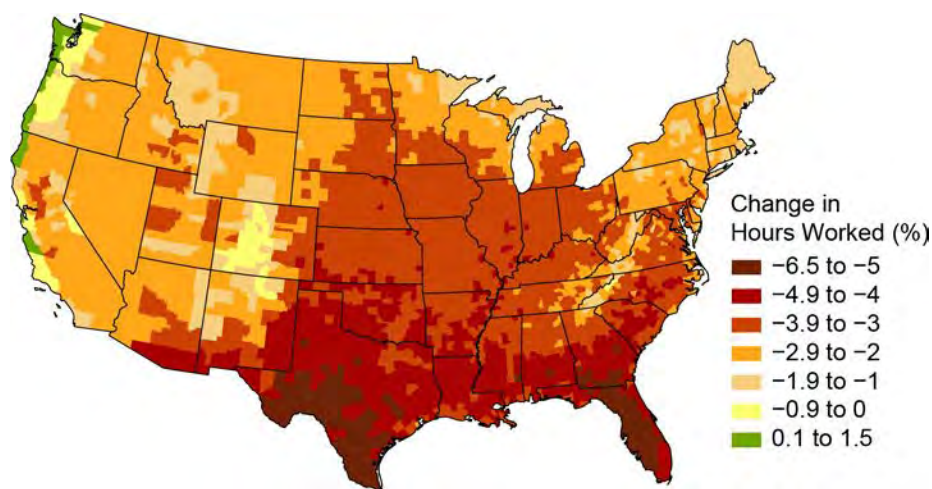 Change in
Hours Worked (%)
−6.5 to −5
−4.9 to −4
−3.9 to −3
−2.9 to −2
−1.9 to −1
−0.9 to 0
0.1 to 1.5